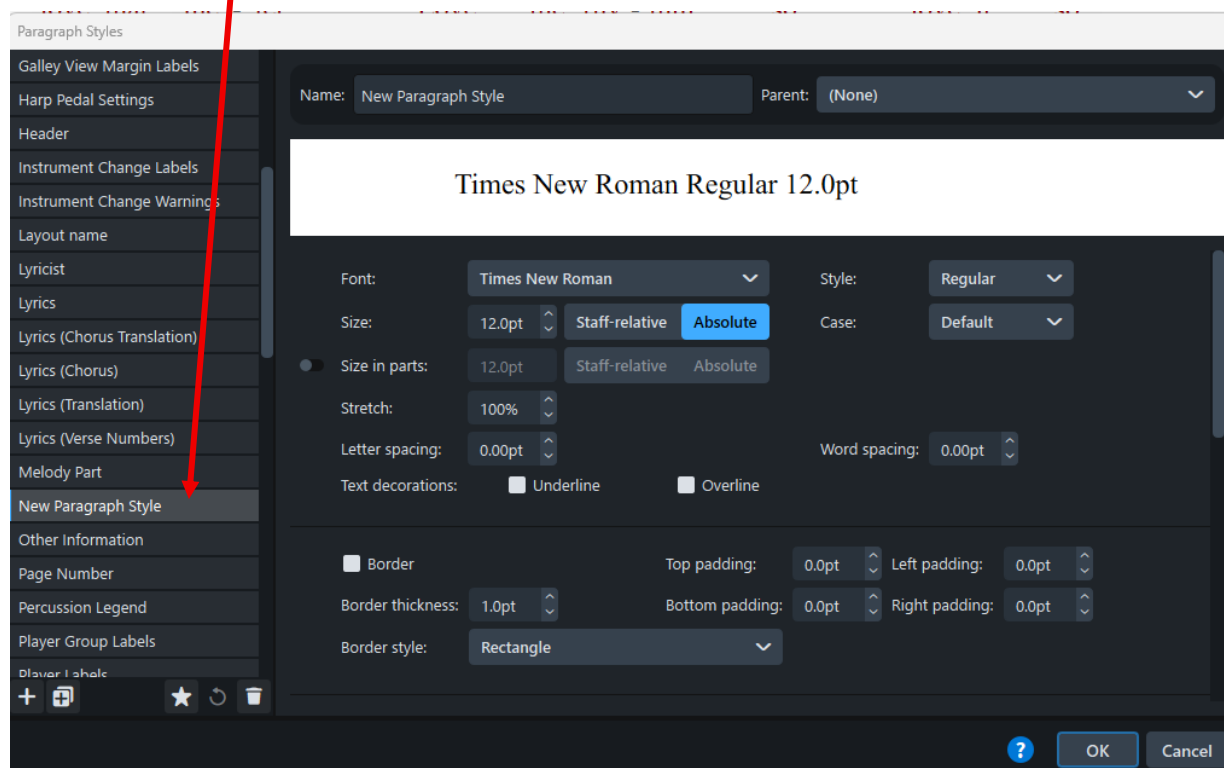 Paragraph Styles
Galley View Margin Labels
Harp Pedal Settings
Header
Instrument Change Labels
Instrument Change Warnings
Layout name
Lyricist
Lyrics
Lyrics (Chorus Translation)
Lyrics (Chorus)
Lyrics (Translation)
Lyrics (Verse Numbers)
Melody Part
New Paragraph Style
Other Information
Page Number
Percussion Legend
Player Group Labels
Player Labels
Name: New Paragraph Style Parent: (None)
Times New Roman Regular 12.0pt
Font: Times New Roman Style: Regular
Size: 12.0pt Staff-relative Absolute Case: Default
Size in parts: 12.0pt Staff-relative Absolute
Stretch: 100%
Letter spacing: 0.00pt Word spacing: 0.00pt
Text decorations: Underline Overline
Border Top padding: 0.0pt Left padding: 0.0pt
Border thickness: 1.0pt Bottom padding: 0.0pt Right padding: 0.0pt
Border style: Rectangle
? OK Cancel